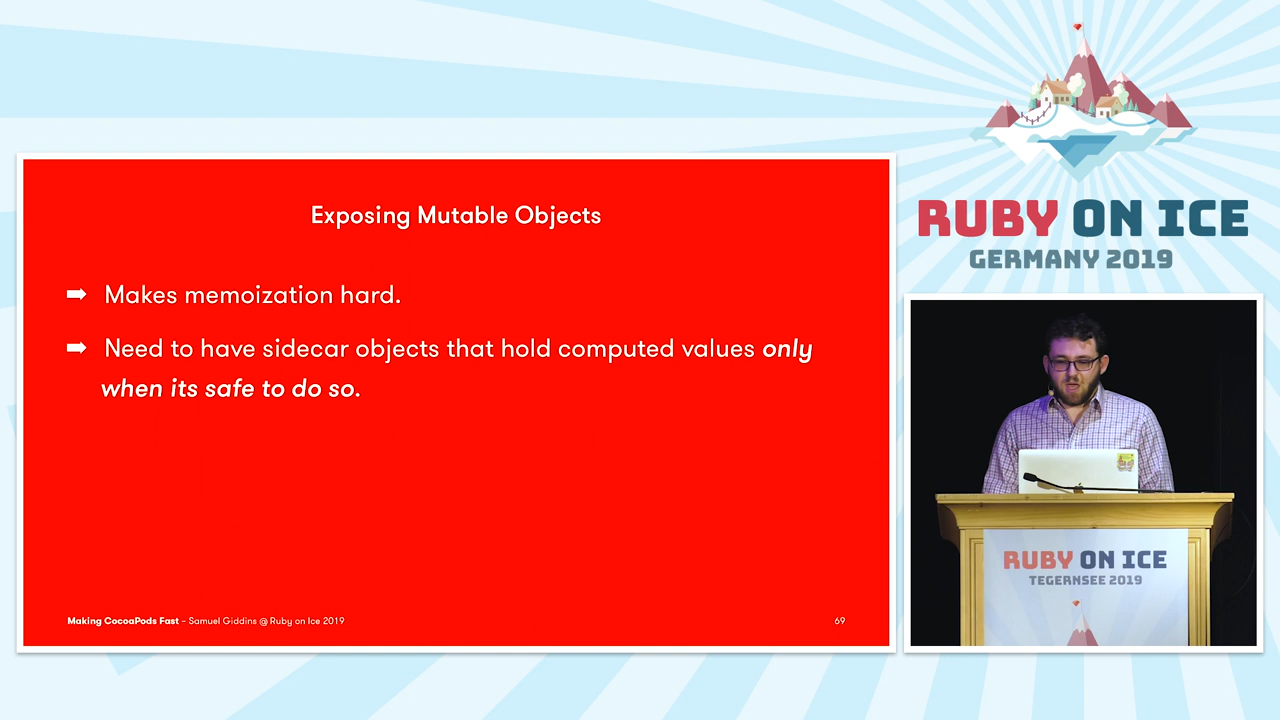 RUBY ON ICE
GERMANY 2019
Exposing Mutable Objects
➡ Makes memoization hard.
➡ Need to have sidecar objects that hold computed values only
when its safe to do so.
Making CocoaPods Fast – Samuel Giddins @ Ruby on Ice 2019
69
RUBY ON ICE
TEGERNSEE 2019